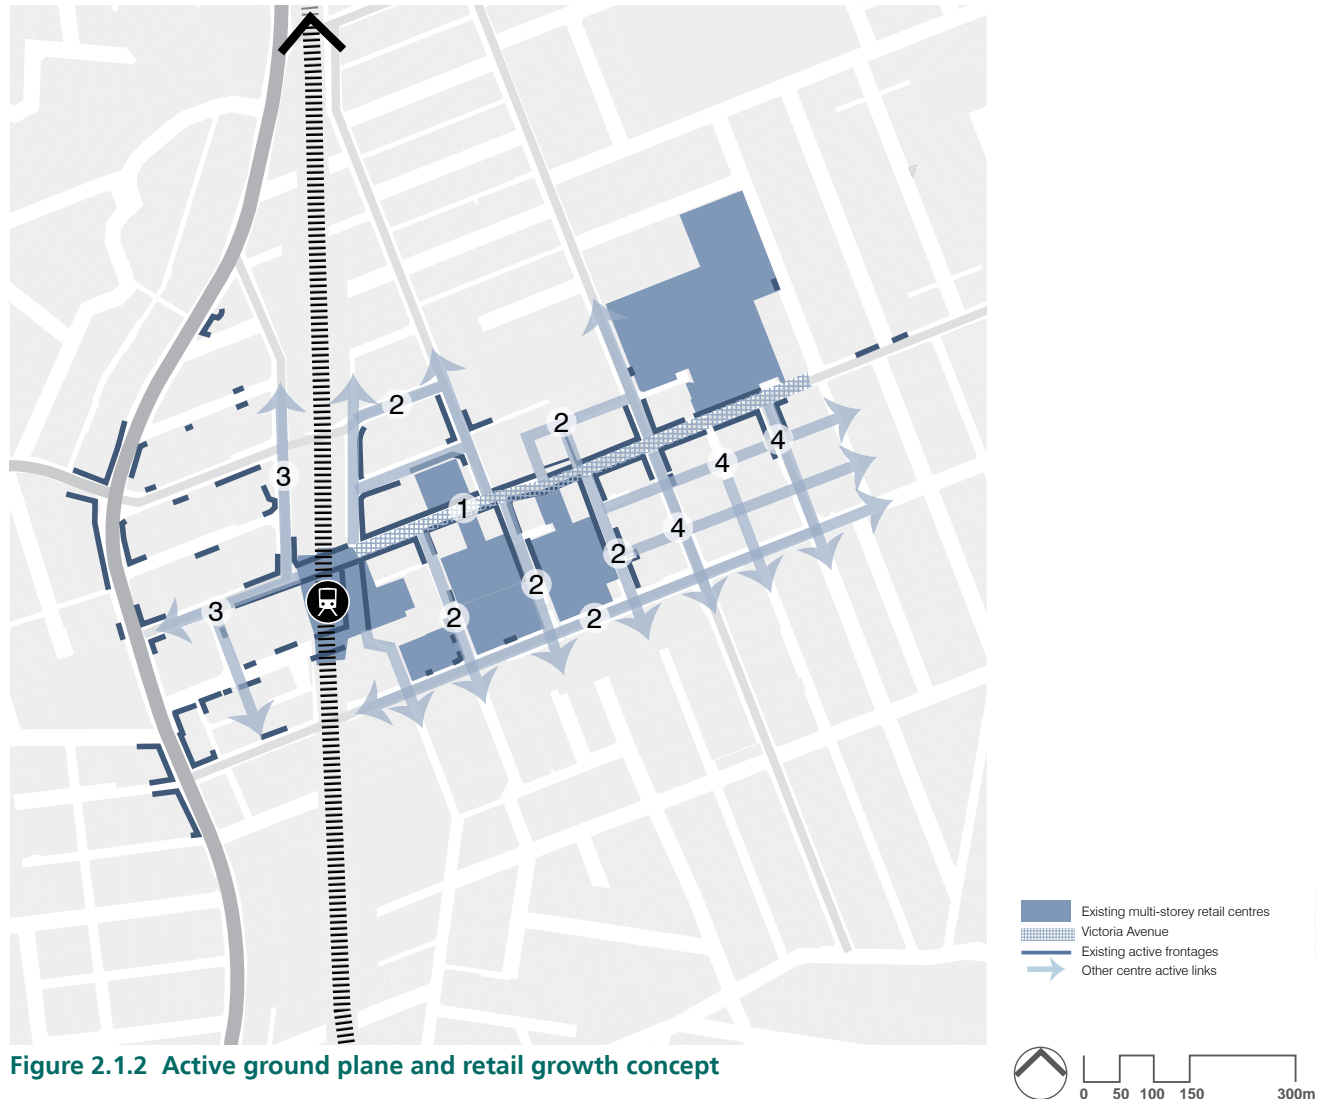 2
2
3
4
4
1
4
2
2
3
2
2
Existing multi-storey retail centres
Victoria Avenue
Existing active frontages
Other centre active links
Figure 2.1.2 Active ground plane and retail growth concept
0 50 100 150 300m